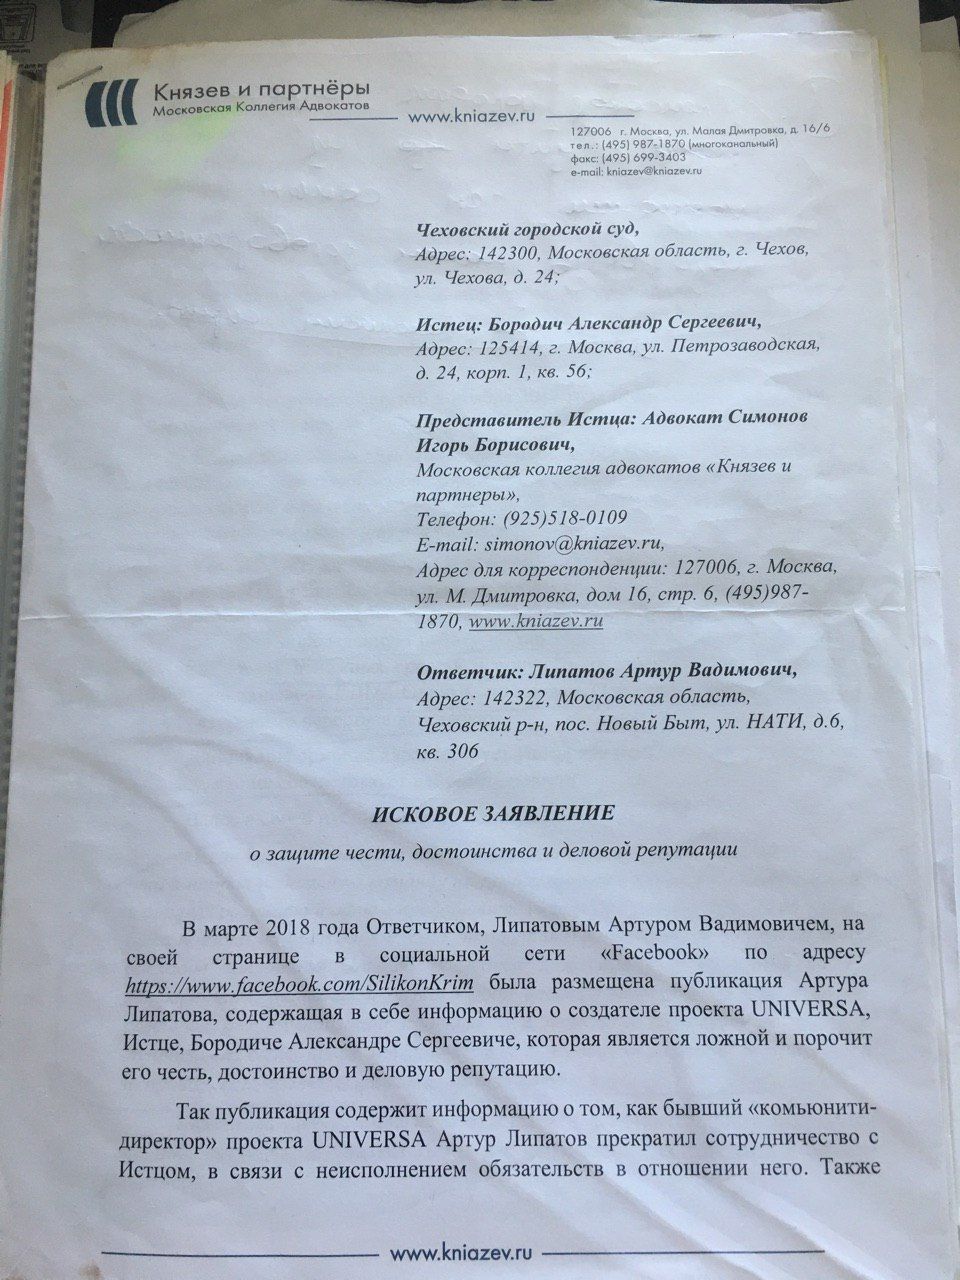 Князев и партнёры
Московская Коллегия Адвокатов
www.kniazev.ru
127006 г. Москва, ул. Малая Дмитровка, д. 16/6
тел.: (495) 987-1870 (многоканальный)
факс: (495) 699-3403
e-mail: kniazev@kniazev.ru
Чеховский городской суд,
Адрес: 142300, Московская область, г. Чехов,
ул. Чехова, д. 24;
Истец: Бородич Александр Сергеевич,
Адрес: 125414, г. Москва, ул. Петрозаводская,
д. 24, корп. 1, кв. 56;
Представитель Истца: Адвокат Симонов
Игорь Борисович,
Московская коллегия адвокатов «Князев и
партнеры»,
Телефон: (925)518-0109
E-mail: simonov@kniazev.ru,
Адрес для корреспонденции: 127006, г. Москва,
ул. М. Дмитровка, дом 16, стр. 6, (495)987-
1870, www.kniazev.ru
Ответчик: Липатов Артур Вадимович,
Адрес: 142322, Московская область,
Чеховский р-н, пос. Новый Быт, ул. НАТИ, д.6,
кв. 306
ИСКОВОЕ ЗАЯВЛЕНИЕ
о защите чести, достоинства и деловой репутации
В марте 2018 года Ответчиком, Липатовым Артуром Вадимовичем, на
своей странице в социальной сети «Facebook» по адресу
https://www.facebook.com/SilikonKrim была размещена публикация Артура
Липатова, содержащая в себе информацию о создателе проекта UNIVERSA,
Истце, Бородиче Александре Сергеевиче, которая является ложной и порочит
его честь, достоинство и деловую репутацию.
Так публикация содержит информацию о том, как бывший «комьюнити-
директор» проекта UNIVERSA Артур Липатов прекратил сотрудничество с
Истцом, в связи с неисполнением обязательств в отношении него. Также
www.kniazev.ru